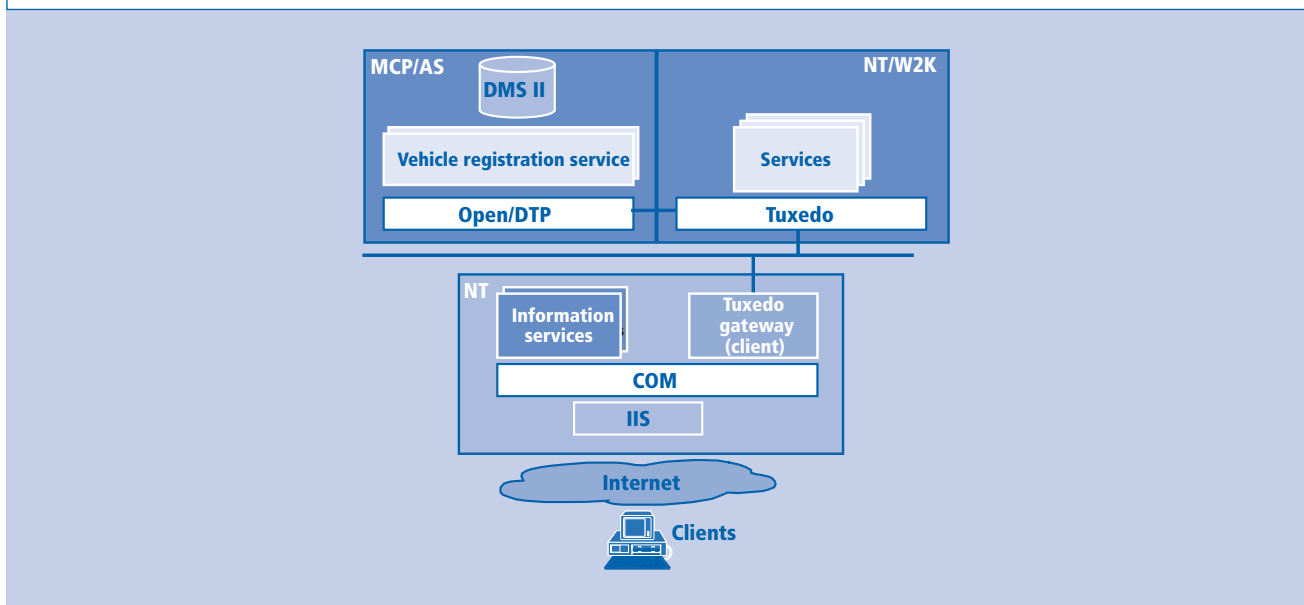 MCP/AS
NT/W2K
DMS II
Vehicle registration service
Services
Open/DTP
Tuxedo
NT
Information
services
Tuxedo
gateway
(client)
COM
IIS
Internet
Clients